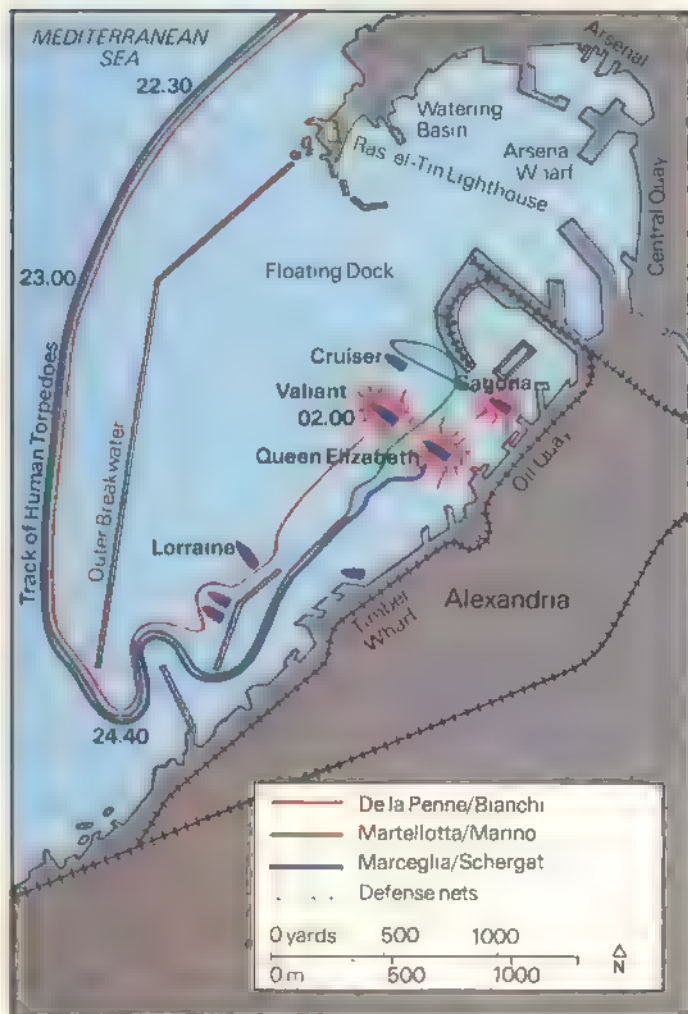 MEDITERRANEAN
SEA
22.30
Arsenal
Watering
Basin
Ras el-Tin Lighthouse
Arsena
Wharf
Central Quay
23.00
Floating Dock
Track of Human Torpedoes
Outer Breakwater
Cruiser
Valiant
02.00
Sagona
Queen Elizabeth
Oil Quay
Lorraine
Timber
Wharf
Alexandria
24.40
De la Penne/Bianchi
Martellotta/Marino
Marceglia/Schergat
Defense nets
0 yards 500 1000
0 m 500 1000
N